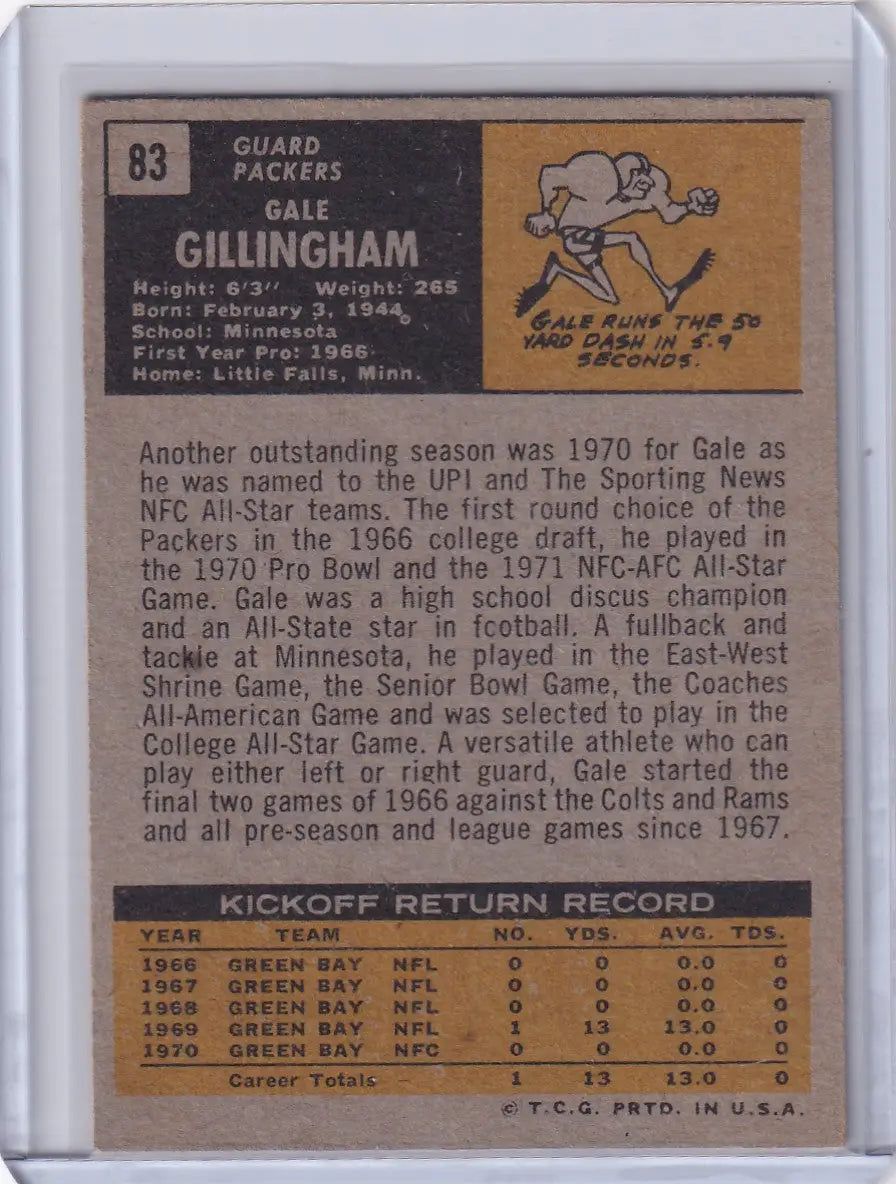 83
GUARD
PACKERS
GALE
GILLINGHAM
Height: 6'3'' Weight: 265
Born: February 3, 1944
School: Minnesota
First Year Pro: 1966
Home: Little Falls, Minn.
GALE RUNS THE 50
YARD DASH IN 5.9
SECONDS.
Another outstanding season was 1970 for Gale as
he was named to the UPI and The Sporting News
NFC All-Star teams. The first round choice of the
Packers in the 1966 college draft, he played in
the 1970 Pro Bowl and the 1971 NFC-AFC All-Star
Game. Gale was a high school discus champion
and an All-State star in football. A fullback and
tackle at Minnesota, he played in the East-West
Shrine Game, the Senior Bowl Game, the Coaches
All-American Game and was selected to play in the
College All-Star Game. A versatile athlete who can
play either left or right guard, Gale started the
final two games of 1966 against the Colts and Rams
and all pre-season and league games since 1967.
KICKOFF RETURN RECORD
YEAR TEAM NO. YDS. AVG. TDS.
1966 GREEN BAY NFL 0 0 0.0 0
1967 GREEN BAY NFL 0 0 0.0 0
1968 GREEN BAY NFL 0 0 0.0 0
1969 GREEN BAY NFL 1 13 13.0 0
1970 GREEN BAY NFC 0 0 0.0 0
Career Totals 1 13 13.0 0
© T.C.G. PRTD. IN U.S.A.